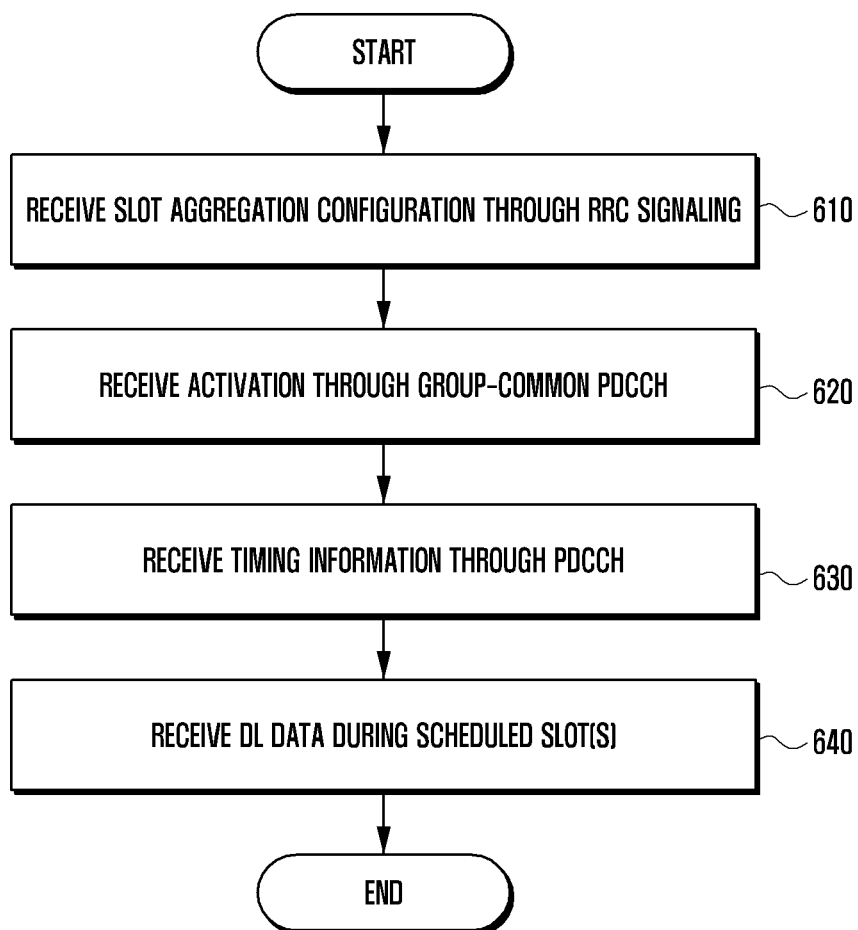 START
RECEIVE SLOT AGGREGATION CONFIGURATION THROUGH RRC SIGNALING
610
RECEIVE ACTIVATION THROUGH GROUP-COMMON PDCCH
620
RECEIVE TIMING INFORMATION THROUGH PDCCH
630
RECEIVE DL DATA DURING SCHEDULED SLOT(S)
640
END